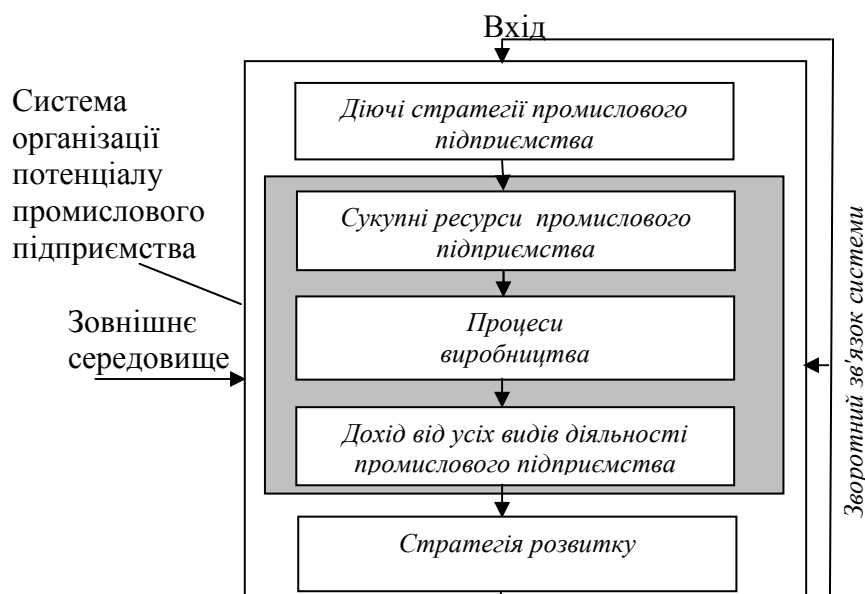 Вхід
Система
організації
потенціалу
промислового
підприємства
Зовнішнє
середовище
Діючі стратегії промислового
підприємства
Сукупні ресурси промислового
підприємства
Процеси
виробництва
Дохід від усіх видів діяльності
промислового підприємства
Стратегія розвитку
Зворотний зв'язок системи